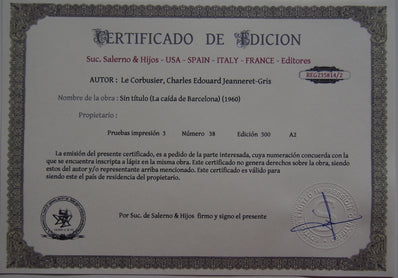 CERTIFICADO DE EDICION
Suc. Salerno & Hijos - USA - SPAIN - ITALY - FRANCE - Editores
REG255814/2
AUTOR : Le Corbusier, Charles Edouard Jeanneret-Gris
Nombre de la obra : Sin título (La caída de Barcelona) (1960)
Propietario :
Pruebas impresión 3 Número 38 Edición 300 A2
La emisión del presente certificado, es a pedido de la parte interesada, cuya numeración concuerda con la
que se encuentra inscripta a lápiz en la misma obra. Este certificado no genera derechos sobre la obra, siendo
estos del autor y/o representante arriba mencionado. Este certificado es válido para
siendo este el país de residencia del propietario.
Por Suc. de Salerno & Hijos firmo y signo el presente